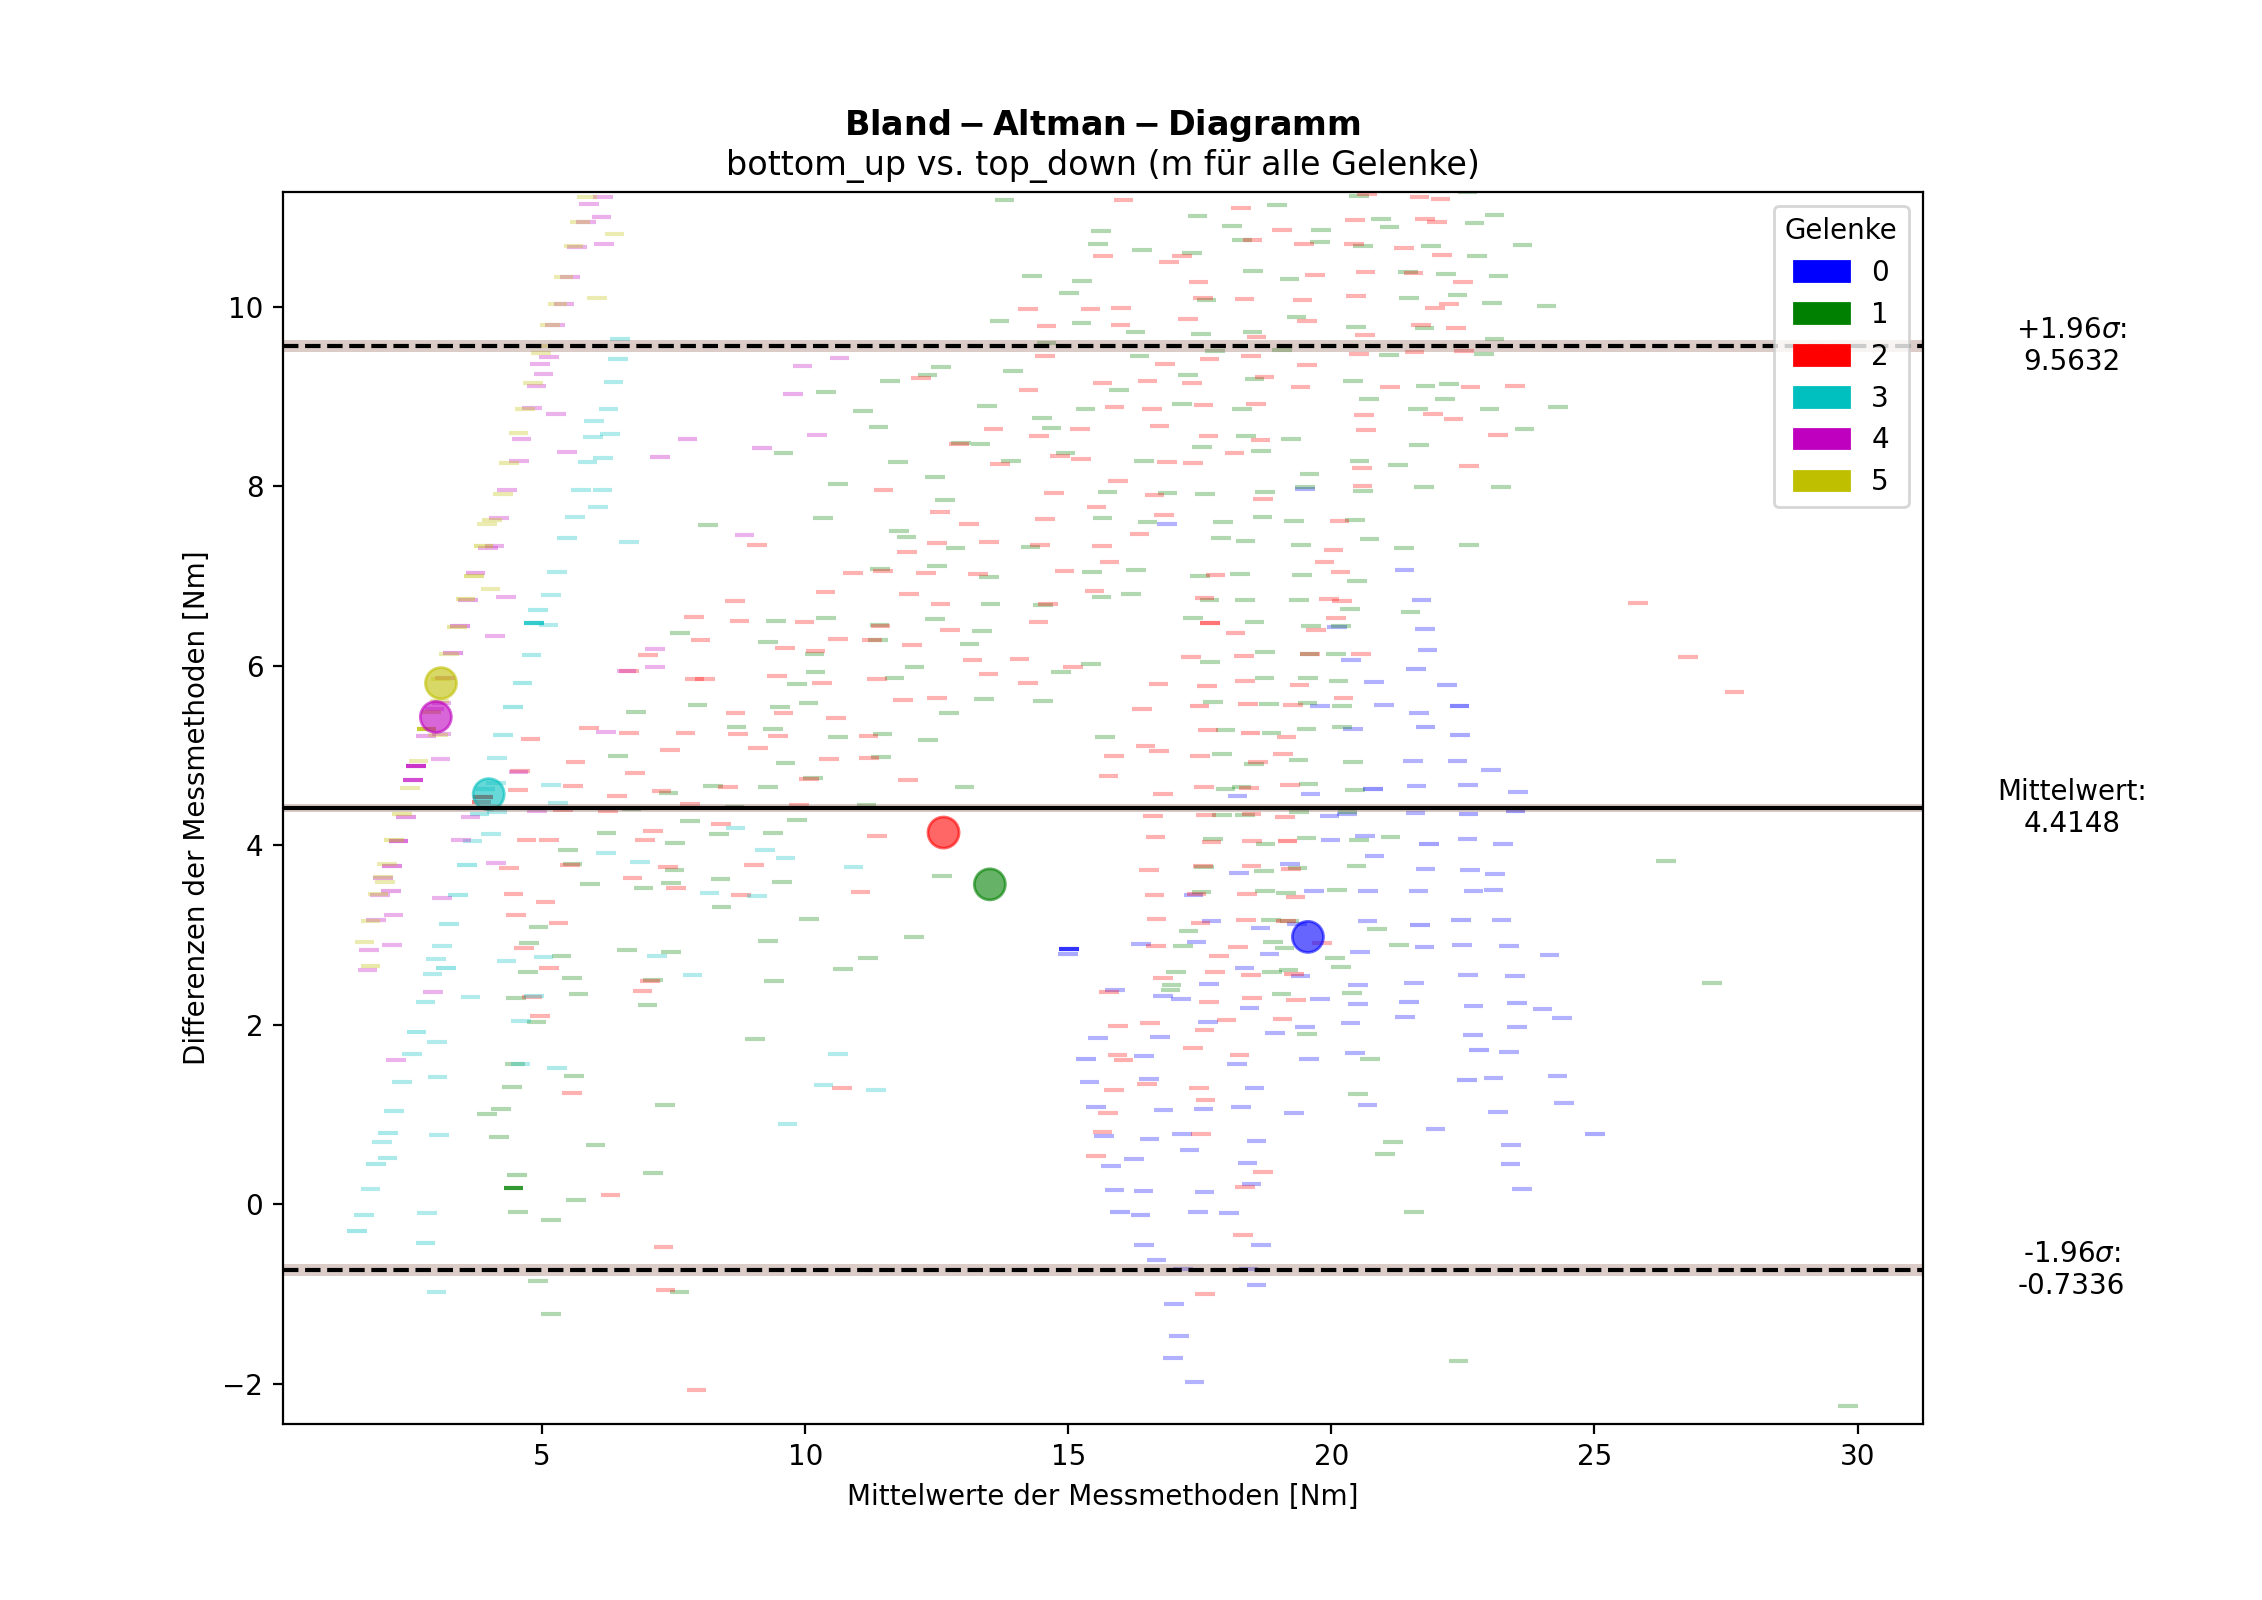 Bland – Altman – Diagramm
bottom_up vs. top_down (m für alle Gelenke)
Differenzen der Messmethoden [Nm]
10
8
6
4
2
0
−2
Gelenke
0
1
2
3
4
5
+1.96σ:
9.5632
Mittelwert:
4.4148
-1.96σ:
-0.7336
5
10
15
20
25
30
Mittelwerte der Messmethoden [Nm]